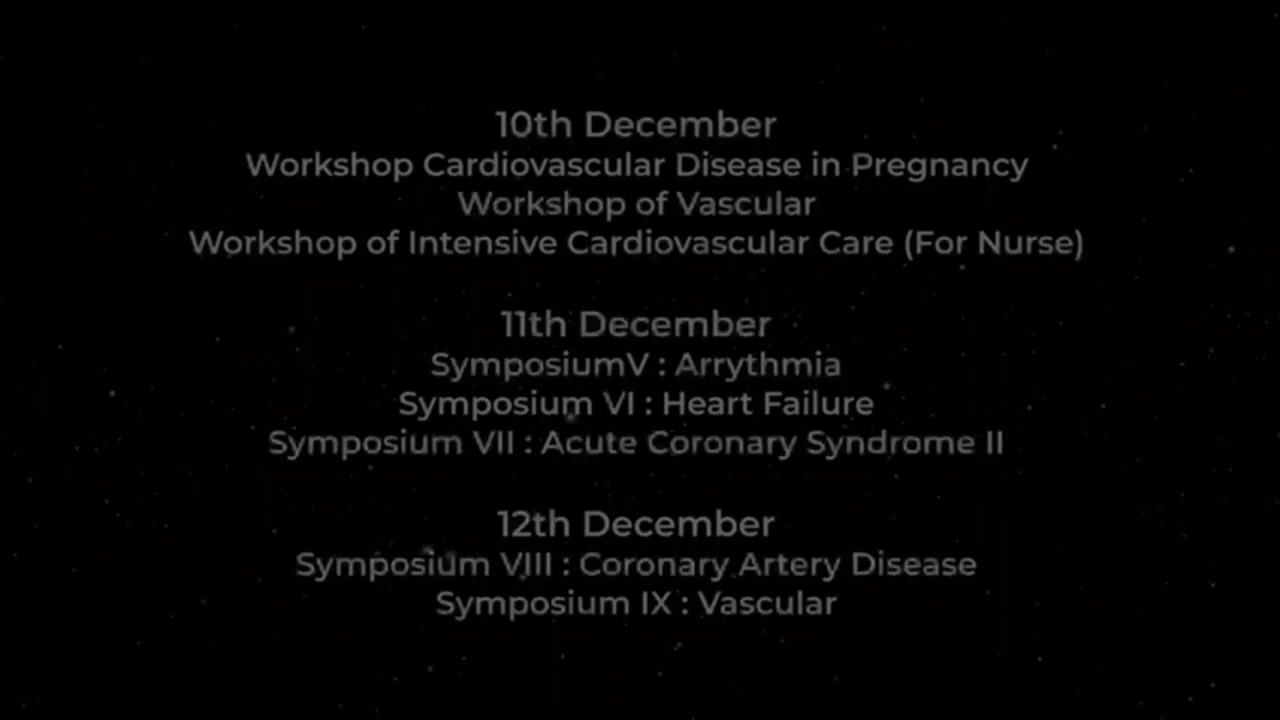 10th December
Workshop Cardiovascular Disease in Pregnancy
Workshop of Vascular
Workshop of Intensive Cardiovascular Care (For Nurse)
11th December
SymposiumV : Arrythmia
Symposium VI : Heart Failure
Symposium VII : Acute Coronary Syndrome II
12th December
Symposium VIII : Coronary Artery Disease
Symposium IX : Vascular